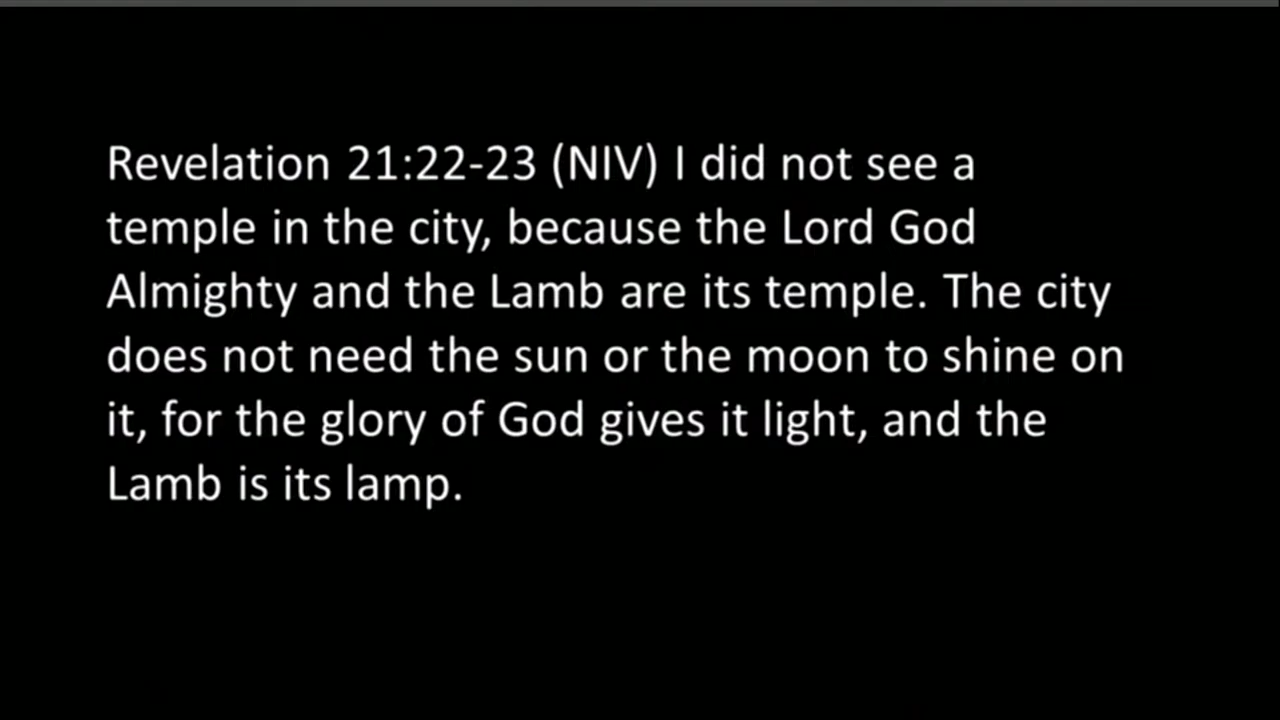 Revelation 21:22-23 (NIV) I did not see a
temple in the city, because the Lord God
Almighty and the Lamb are its temple. The city
does not need the sun or the moon to shine on
it, for the glory of God gives it light, and the
Lamb is its lamp.